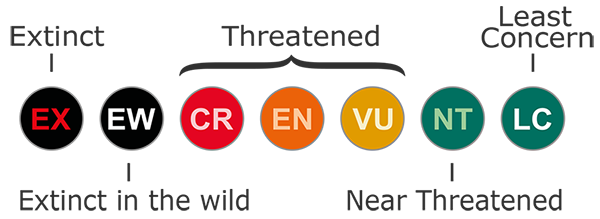 Extinct
Threatened
Least
Concern
EX
EW
CR
EN
VU
NT
LC
Extinct in the wild
Near Threatened